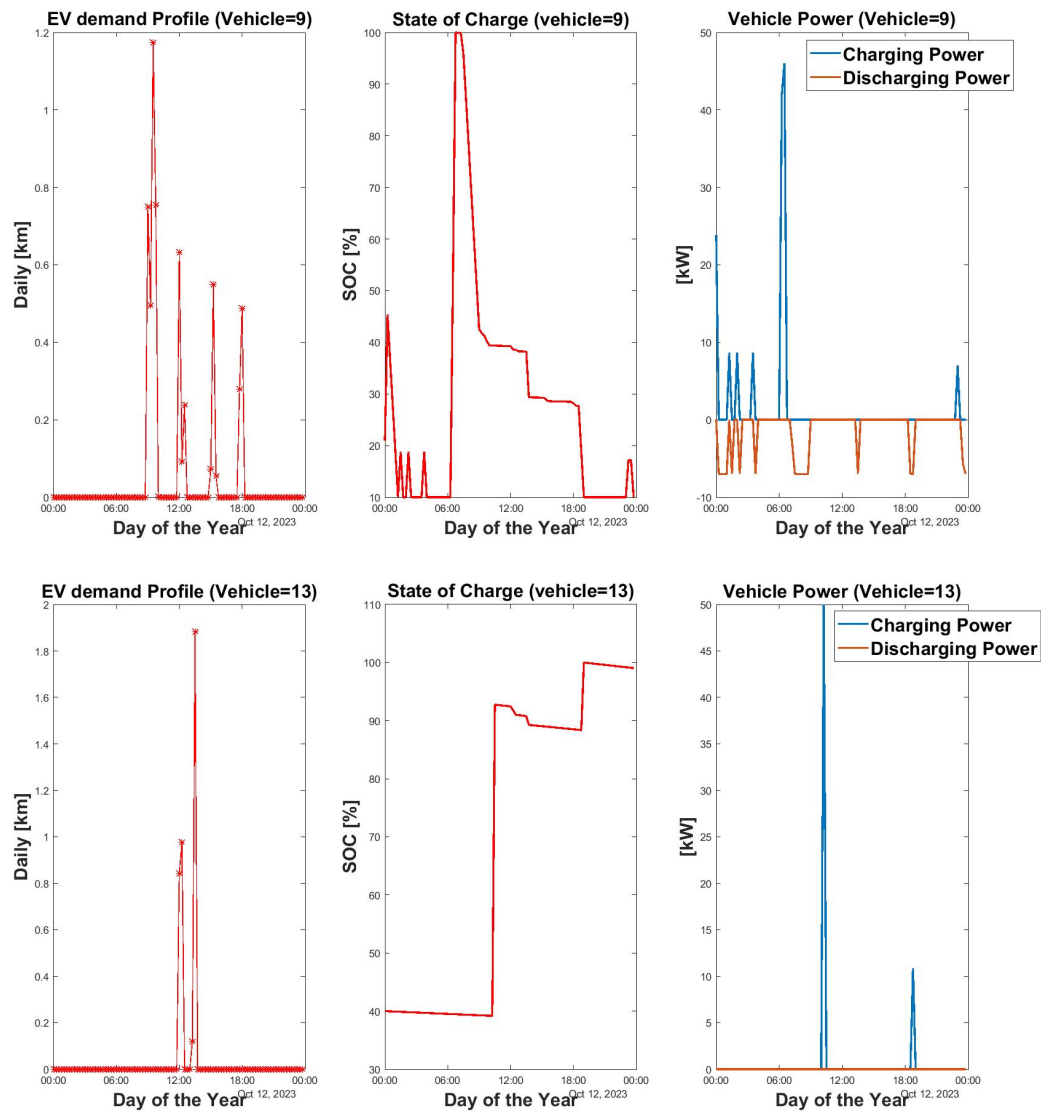 EV demand Profile (Vehicle=9)
1.2
1
0.8
0.6
0.4
0.2
0
Daily [km]
00:00 06:00 12:00 18:00 00:00
Oct 12, 2023
Day of the Year
State of Charge (vehicle=9)
100
90
80
70
60
50
40
30
20
10
SOC [%]
00:00 06:00 12:00 18:00 00:00
Oct 12, 2023
Day of the Year
Vehicle Power (Vehicle=9)
Charging Power
Discharging Power
50
40
30
20
10
0
-10
[kW]
00:00 06:00 12:00 18:00 00:00
Oct 12, 2023
Day of the Year
EV demand Profile (Vehicle=13)
2
1.8
1.6
1.4
1.2
1
0.8
0.6
0.4
0.2
0
Daily [km]
00:00 06:00 12:00 18:00 00:00
Oct 12, 2023
Day of the Year
State of Charge (vehicle=13)
110
100
90
80
70
60
50
40
30
SOC [%]
00:00 06:00 12:00 18:00 00:00
Oct 12, 2023
Day of the Year
Vehicle Power (Vehicle=13)
Charging Power
Discharging Power
50
45
40
35
30
25
20
15
10
5
0
[kW]
00:00 06:00 12:00 18:00 00:00
Oct 12, 2023
Day of the Year